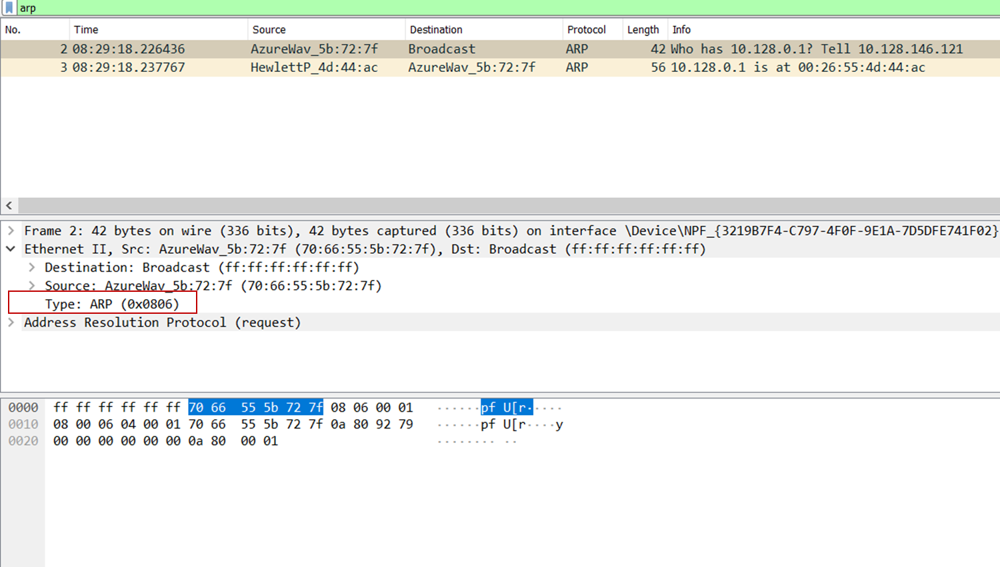 arp
No. Time Source Destination Protocol Length Info
2 08:29:18.226436 AzureWav_5b:72:7f Broadcast ARP 42 Who has 10.128.0.1? Tell 10.128.146.121
3 08:29:18.237767 HewlettP_4d:44:ac AzureWav_5b:72:7f ARP 56 10.128.0.1 is at 00:26:55:4d:44:ac
Frame 2: 42 bytes on wire (336 bits), 42 bytes captured (336 bits) on interface \Device\NPF_{3219B7F4-C797-4F0F-9E1A-7D5DFE741F02}
Ethernet II, Src: AzureWav_5b:72:7f (70:66:55:5b:72:7f), Dst: Broadcast (ff:ff:ff:ff:ff:ff)
Destination: Broadcast (ff:ff:ff:ff:ff:ff)
Source: AzureWav_5b:72:7f (70:66:55:5b:72:7f)
Type: ARP (0x0806)
Address Resolution Protocol (request)
0000 ff ff ff ff ff ff 70 66 55 5b 72 7f 08 06 00 01 ······pf U[r·····
0010 08 00 06 04 00 01 70 66 55 5b 72 7f 0a 80 92 79 ······pf U[r····y
0020 00 00 00 00 00 00 0a 80 00 01 ········ ··